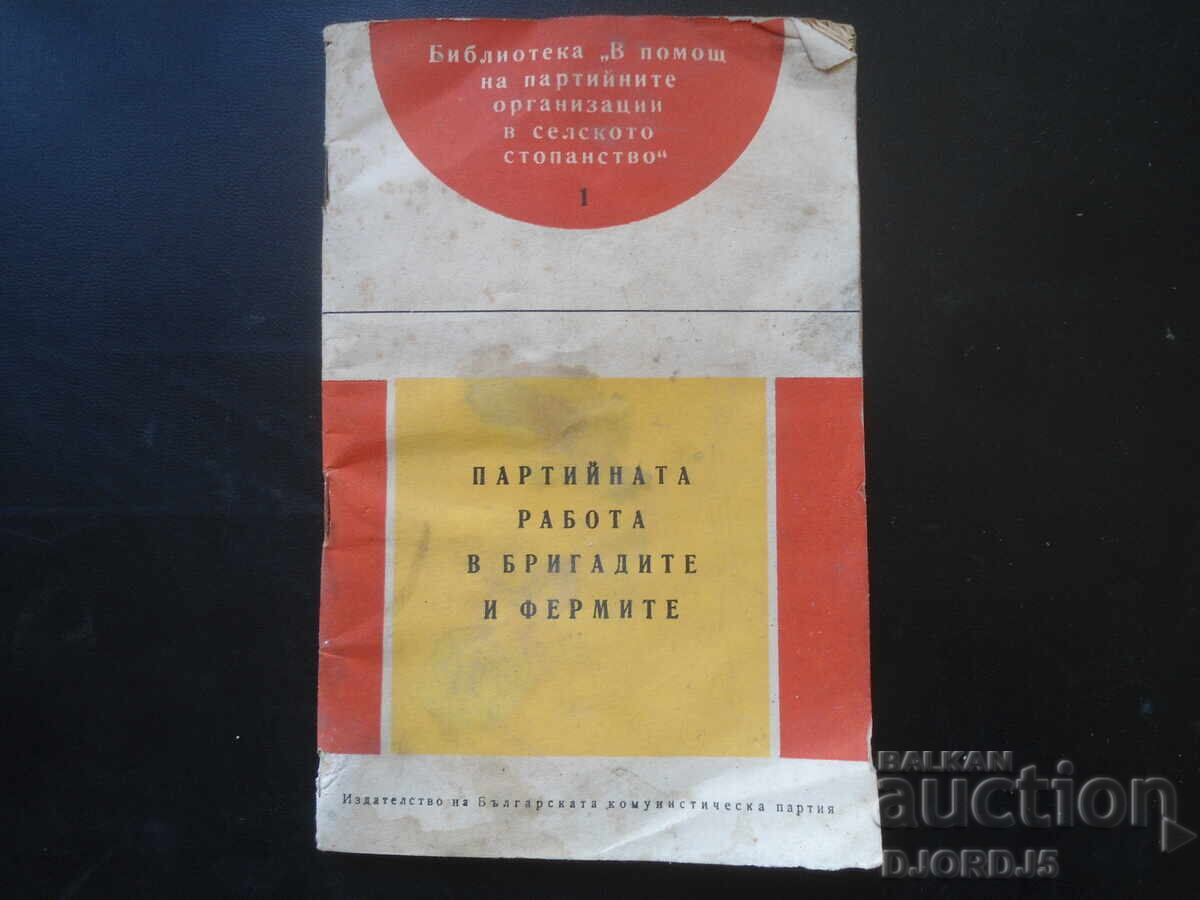 Библиотека „В помощ
на партийните
организации
в селското
стопанство“
1
ПАРТИЙНАТА
РАБОТА
В БРИГАДИТЕ
И ФЕРМИТЕ
Издателство на Българската комунистическа партия
BALKAN
auction
DJORDJ5